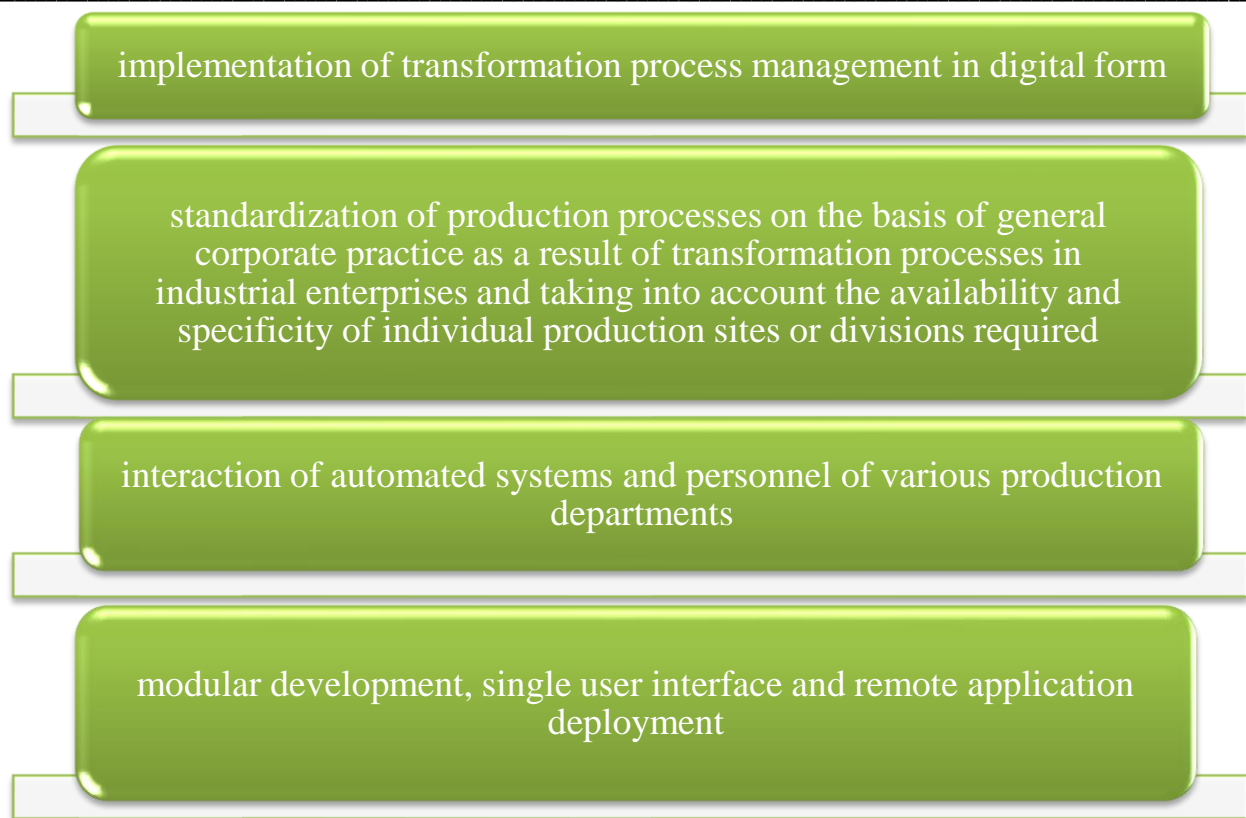 implementation of transformation process management in digital form
standardization of production processes on the basis of general
corporate practice as a result of transformation processes in
industrial enterprises and taking into account the availability and
specificity of individual production sites or divisions required
interaction of automated systems and personnel of various production
departments
modular development, single user interface and remote application
deployment